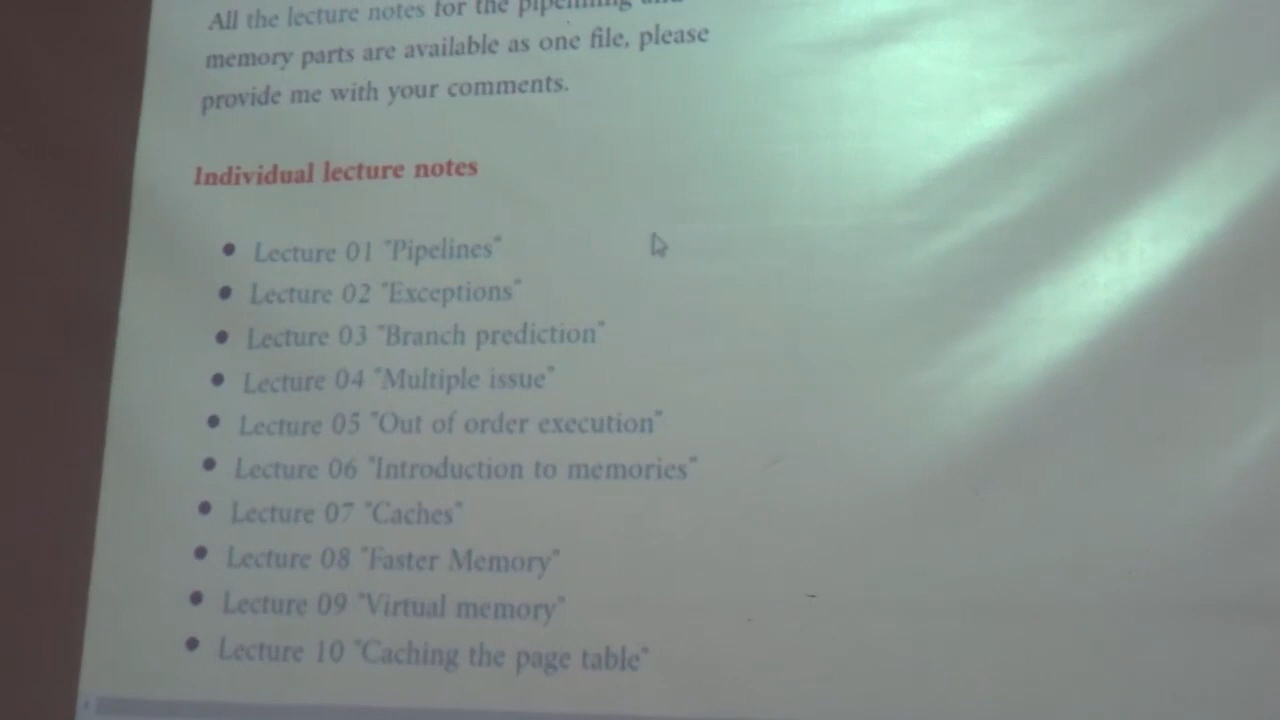 All the lecture notes for the pipelining and
memory parts are available as one file, please
provide me with your comments.
Individual lecture notes
Lecture 01 "Pipelines"
Lecture 02 "Exceptions"
Lecture 03 "Branch prediction"
Lecture 04 "Multiple issue"
Lecture 05 "Out of order execution"
Lecture 06 "Introduction to memories"
Lecture 07 "Caches"
Lecture 08 "Faster Memory"
Lecture 09 "Virtual memory"
Lecture 10 "Caching the page table"